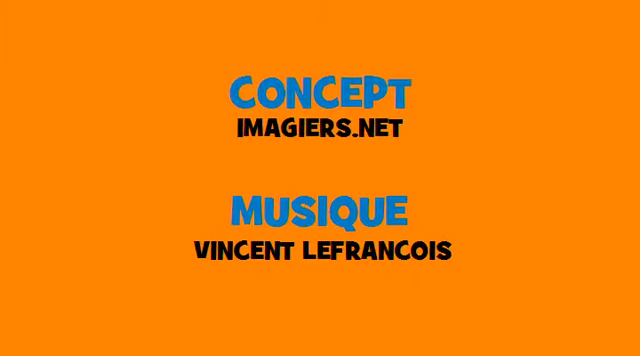 CONCEPT
IMAGIERS.NET
MUSIQUE
VINCENT LEFRANCOIS